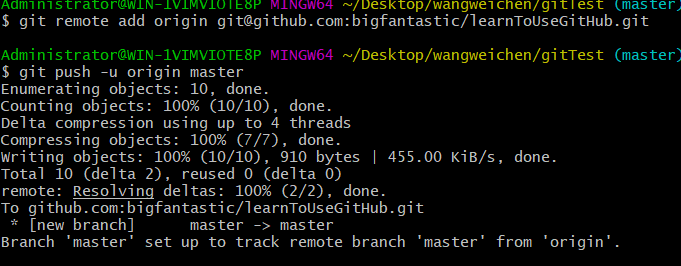 Administrator@WIN-1VIMVIOTE8P MINGW64 ~/Desktop/wangweichen/gitTest (master)
$ git remote add origin git@github.com:bigfantastic/learnToUseGitHub.git
Administrator@WIN-1VIMVIOTE8P MINGW64 ~/Desktop/wangweichen/gitTest (master)
$ git push -u origin master
Enumerating objects: 10, done.
Counting objects: 100% (10/10), done.
Delta compression using up to 4 threads
Compressing objects: 100% (7/7), done.
Writing objects: 100% (10/10), 910 bytes | 455.00 KiB/s, done.
Total 10 (delta 2), reused 0 (delta 0)
remote: Resolving deltas: 100% (2/2), done.
To github.com:bigfantastic/learnToUseGitHub.git
 * [new branch]      master -> master
Branch 'master' set up to track remote branch 'master' from 'origin'.